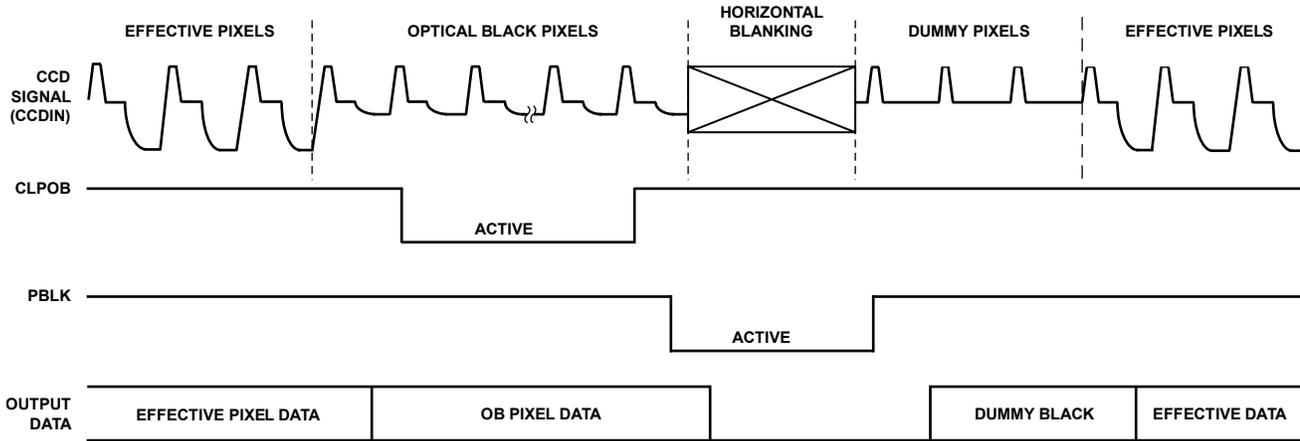 EFFECTIVE PIXELS
OPTICAL BLACK PIXELS
HORIZONTAL
BLANKING
DUMMY PIXELS
EFFECTIVE PIXELS
CCD
SIGNAL
(CCDIN)
CLPOB
ACTIVE
PBLK
ACTIVE
OUTPUT
DATA
EFFECTIVE PIXEL DATA
OB PIXEL DATA
DUMMY BLACK
EFFECTIVE DATA